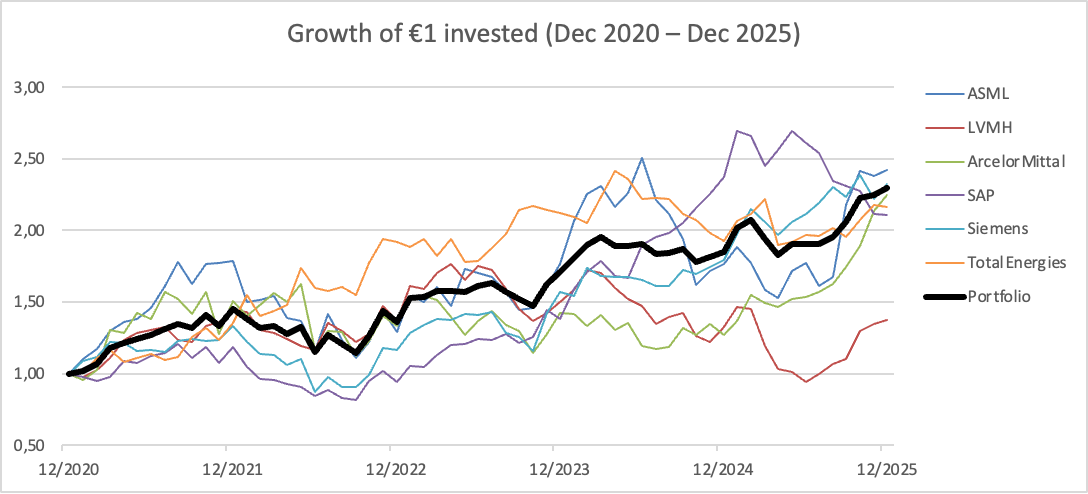 Growth of €1 invested (Dec 2020 – Dec 2025)
3,00
2,50
2,00
1,50
1,00
0,50
12/2020 12/2021 12/2022 12/2023 12/2024 12/2025
ASML
LVMH
ArcelorMittal
SAP
Siemens
TotalEnergies
Portfolio